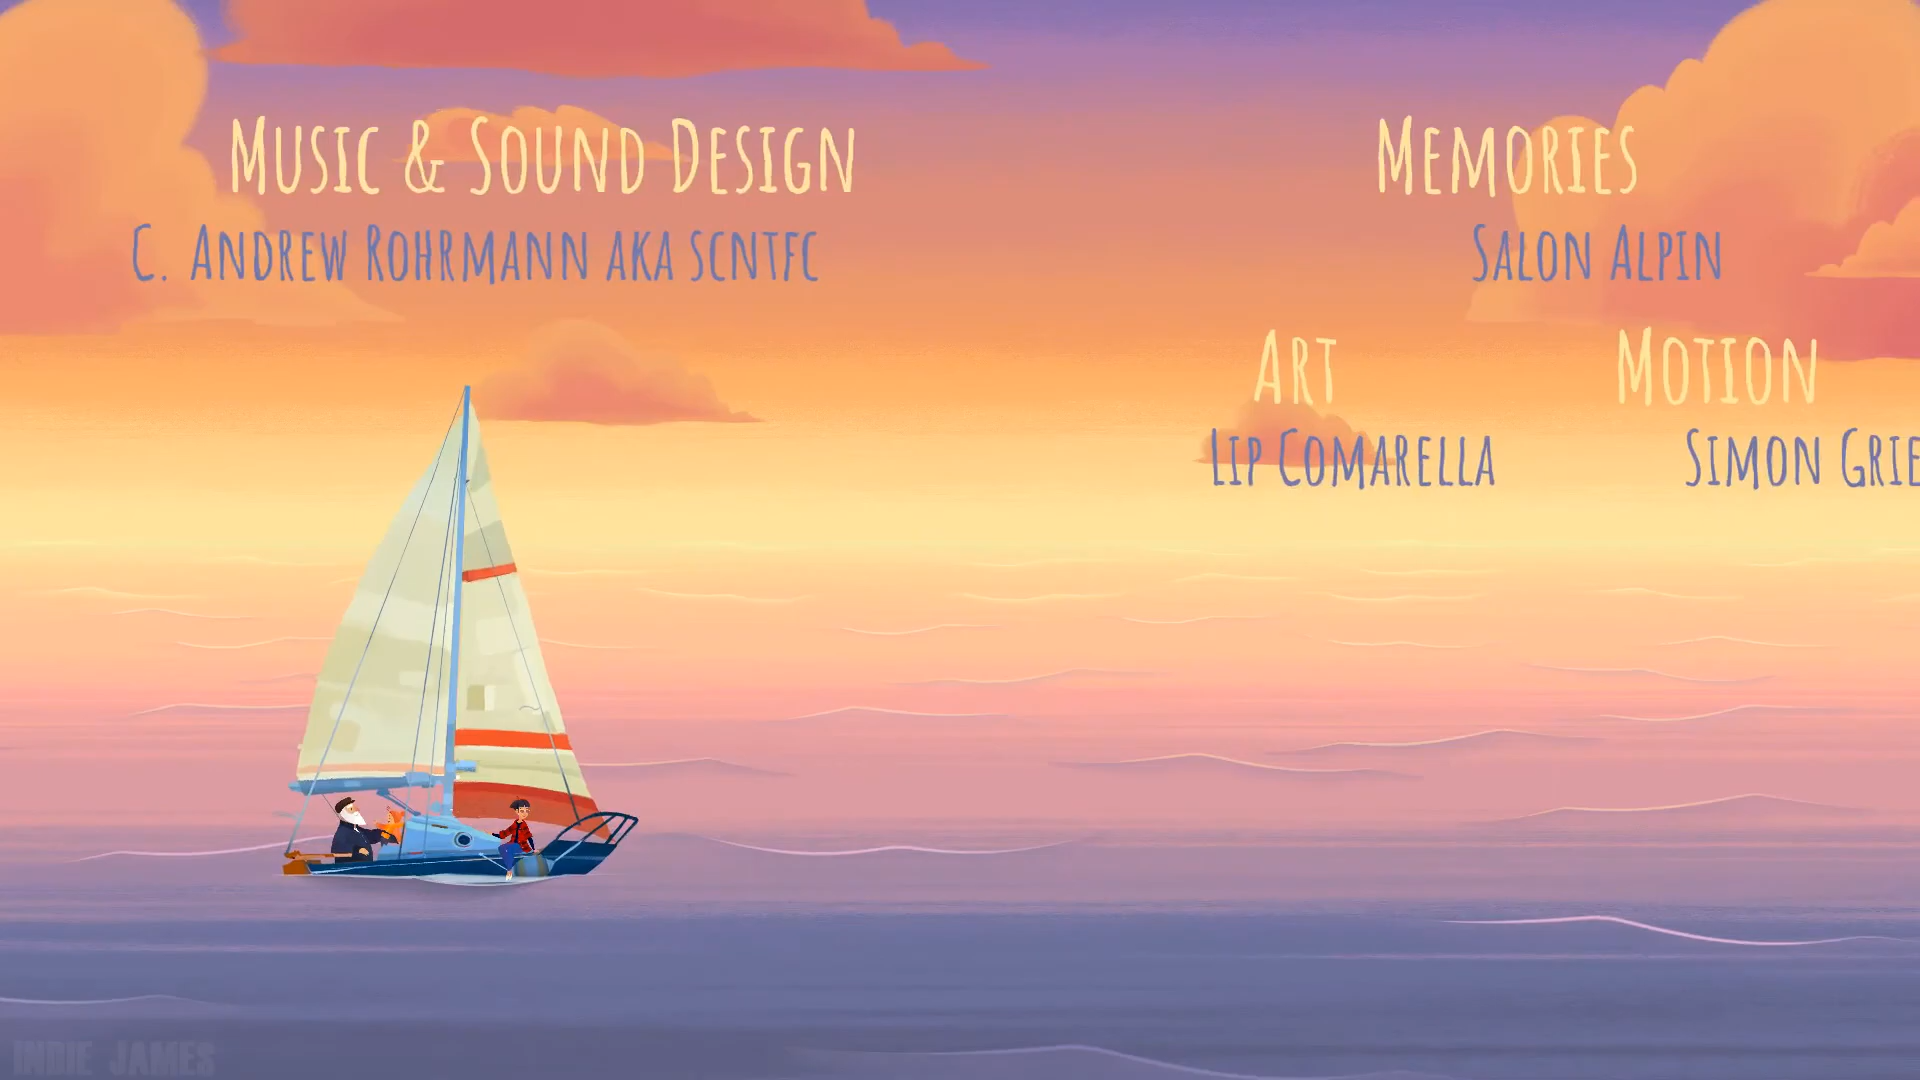 Music & Sound Design
C. Andrew Rohrmann aka scntfc
Memories
Salon Alpin
Art
Motion
Lip Comarella
Simon Grie
INDIE JAMES